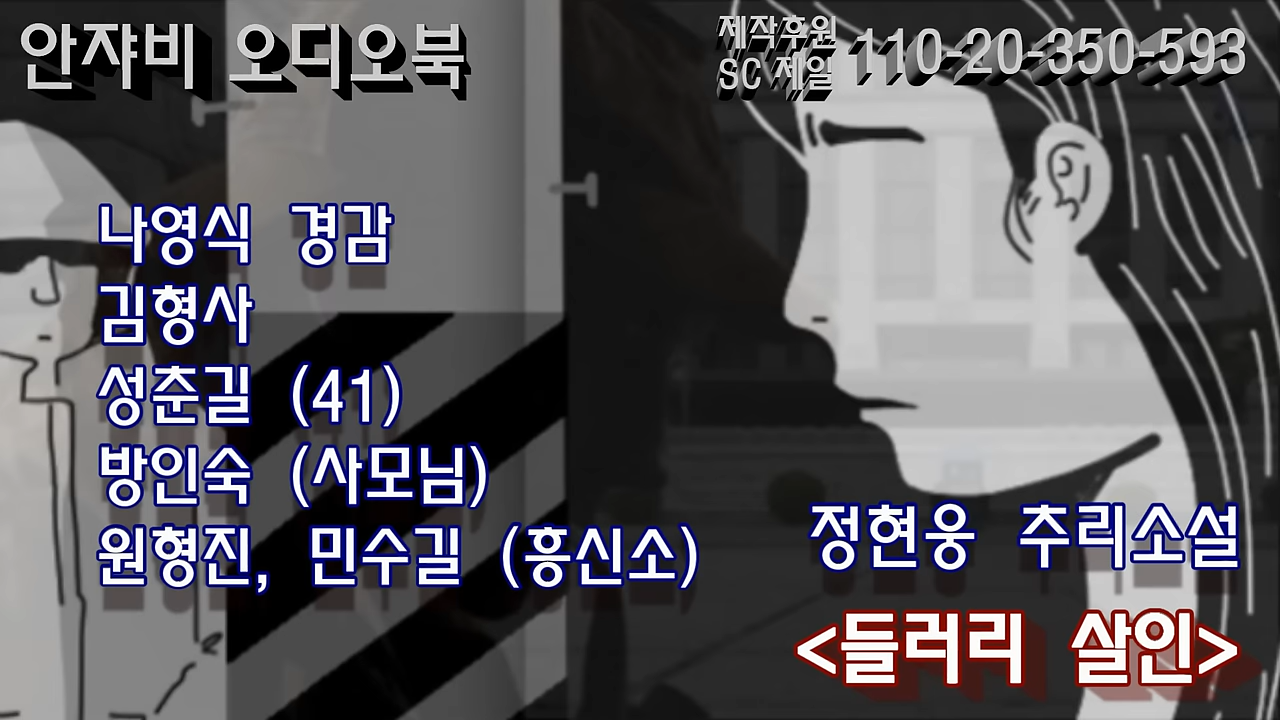 안쟈비 오디오북
제작후원
SC 제일 110-20-350-593
나영식 경감
김형사
성춘길 (41)
방인숙 (사모님)
원형진, 민수길 (흥신소)
정현웅 추리소설
<들러리 살인>